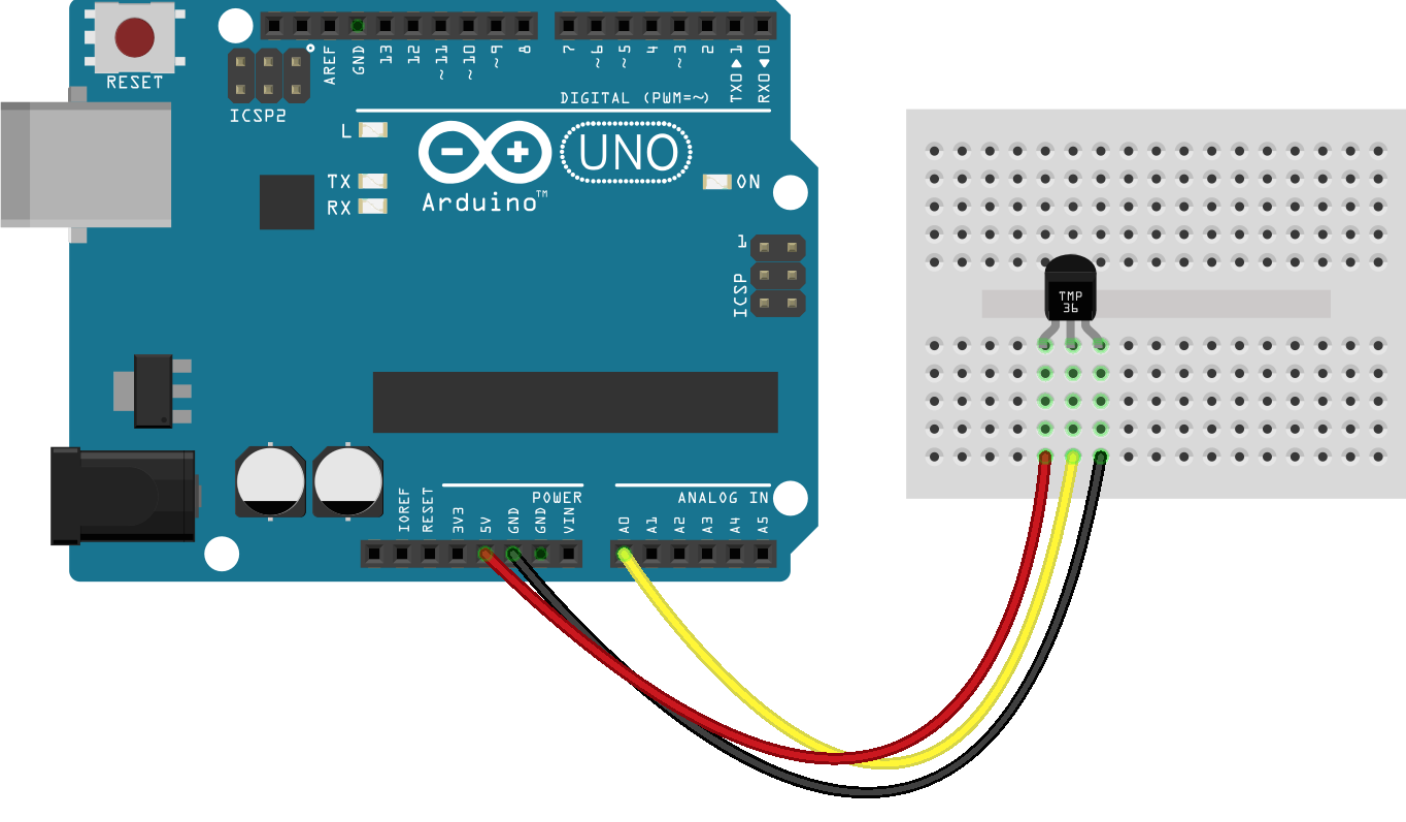 RESET
ICSP2
AREF
GND
13
12
~11
~10
~9
8
7
~6
~5
4
~3
2
TX0▶1
RX0◀0
DIGITAL (PWM=~)
L
TX
RX
Arduino™
UNO
ON
1
ICSP
TMP
36
IOREF
RESET
3V3
5V
GND
GND
VIN
POWER
ANALOG IN
A0
A1
A2
A3
A4
A5